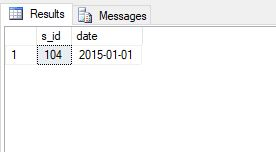 Results Messages
s_id date
1 104 2015-01-01